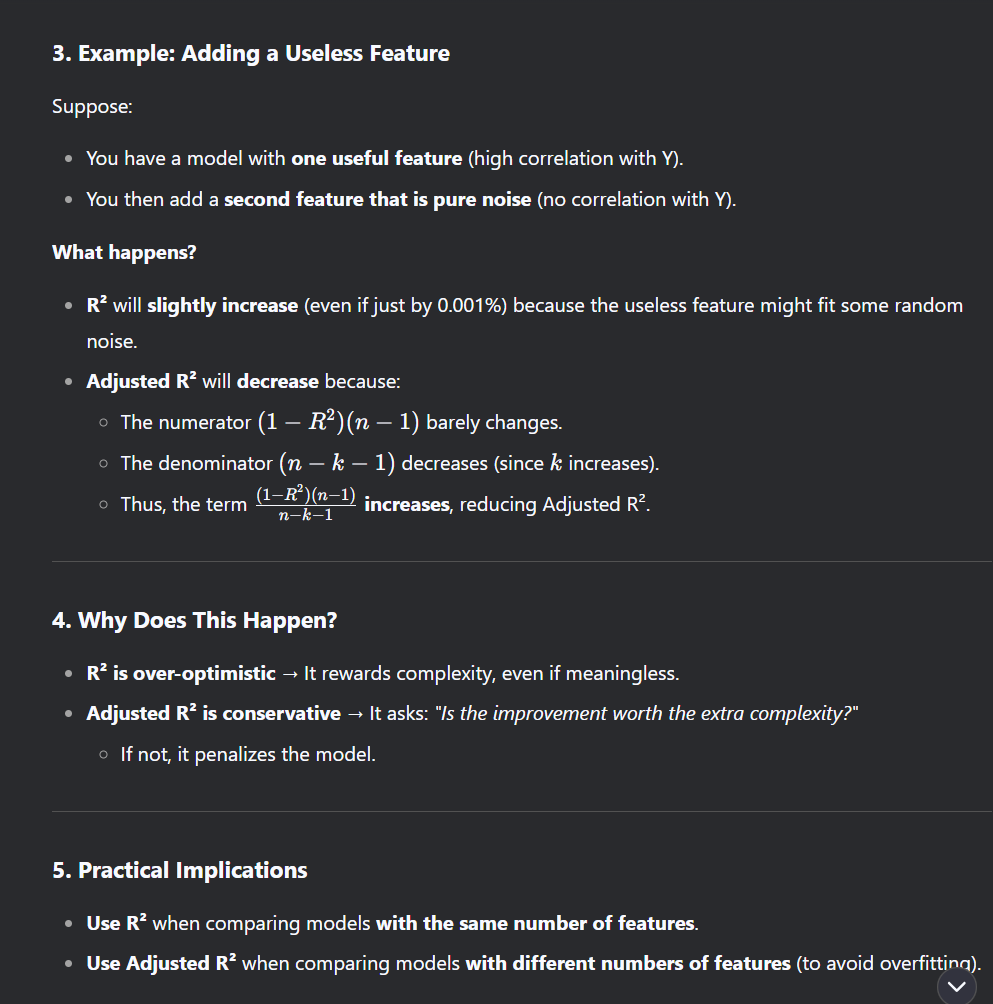 3. Example: Adding a Useless Feature
Suppose:
• You have a model with one useful feature (high correlation with Y).
• You then add a second feature that is pure noise (no correlation with Y).
What happens?
• R² will slightly increase (even if just by 0.001%) because the useless feature might fit some random
noise.
• Adjusted R² will decrease because:
◦ The numerator (1 − R²)(n − 1) barely changes.
◦ The denominator (n − k − 1) decreases (since k increases).
◦ Thus, the term (1−R²)(n−1)/n−k−1 increases, reducing Adjusted R².
4. Why Does This Happen?
• R² is over-optimistic → It rewards complexity, even if meaningless.
• Adjusted R² is conservative → It asks: "Is the improvement worth the extra complexity?"
◦ If not, it penalizes the model.
5. Practical Implications
• Use R² when comparing models with the same number of features.
• Use Adjusted R² when comparing models with different numbers of features (to avoid overfitting).